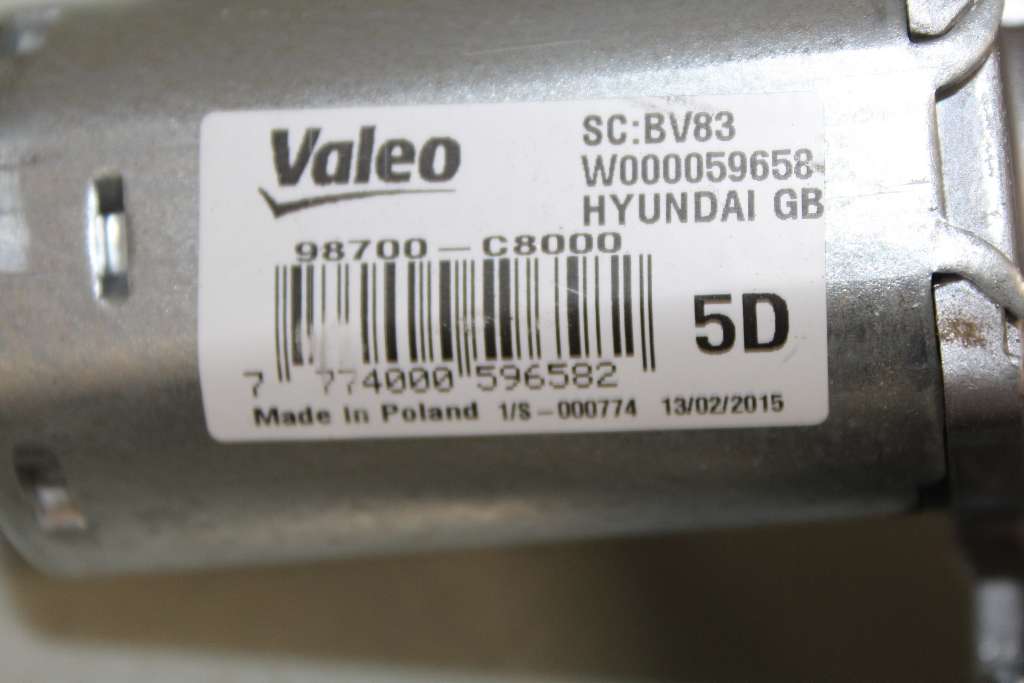 Valeo
SC:BV83
W000059658
HYUNDAI GB
98700-C8000
7 774000 596582
5D
Made in Poland 1/S-000774 13/02/2015